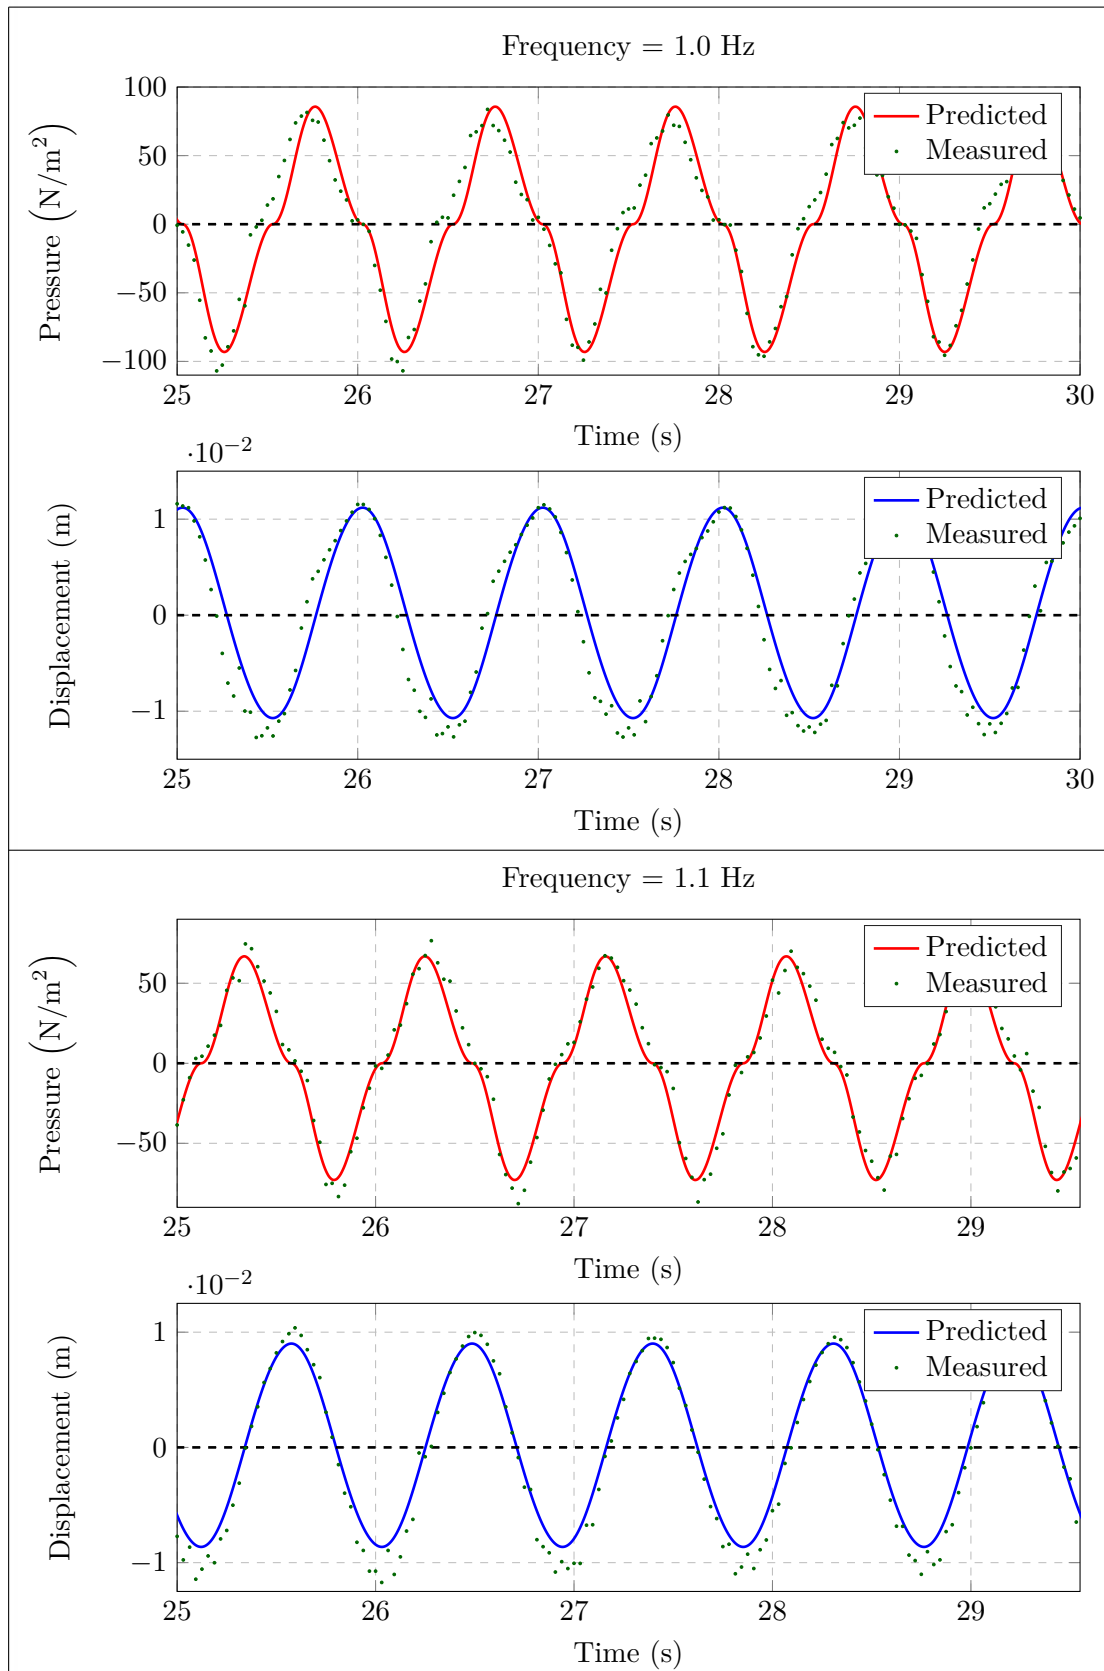 Frequency = 1.0 Hz
100
50
0
−50
−100
Pressure (N/m²)
Predicted
Measured
25 26 27 28 29 30
Time (s)
·10⁻²
1
0
−1
Displacement (m)
Predicted
Measured
25 26 27 28 29 30
Time (s)
Frequency = 1.1 Hz
50
0
−50
Pressure (N/m²)
Predicted
Measured
25 26 27 28 29
Time (s)
·10⁻²
1
0
−1
Displacement (m)
Predicted
Measured
25 26 27 28 29
Time (s)